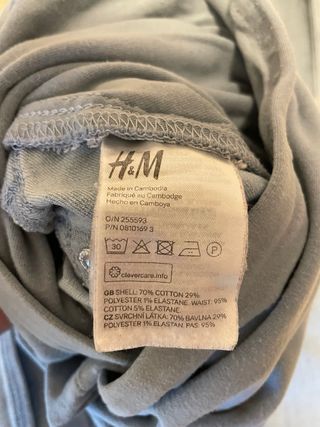 H&M
Made in Cambodia
Fabriqué au Cambodge
Hecho en Camboya
O/N 255593
P/N 0810169 3
30 P
clevercare.info
GB SHELL: 70% COTTON 29%
POLYESTER 1% ELASTANE. WAIST: 95%
COTTON 5% ELASTANE.
CZ SVRCHNÍ LÁTKA: 70% BAVLNA 29%
POLYESTER 1% ELASTAN. PAS: 95%